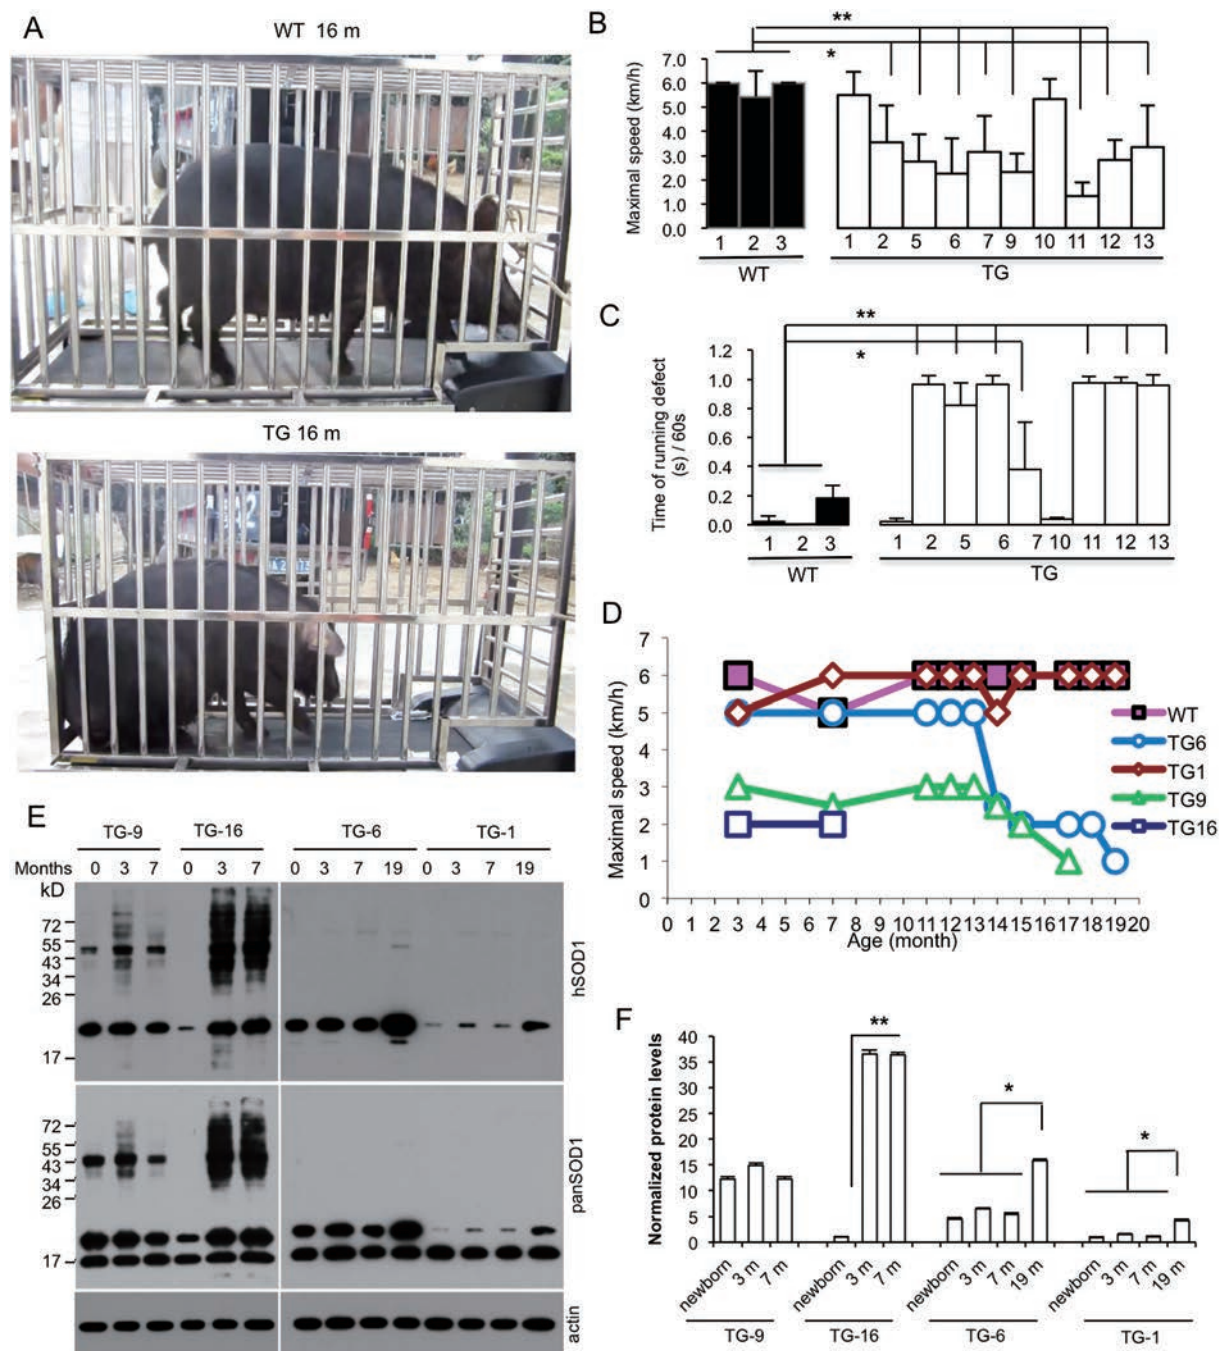 A
WT 16 m
TG 16 m
B
**
*
Maximal speed (km/h)
6.0
5.0
4.0
3.0
2.0
1.0
0.0
1 2 3
WT
1 2 5 6 7 9 10 11 12 13
TG
C
**
*
Time of running defect
(s) / 60s
1.2
1.0
0.8
0.6
0.4
0.2
0.0
1 2 3
WT
1 2 5 6 7 10 11 12 13
TG
D
Maximal speed (km/h)
7
6
5
4
3
2
1
0
0 1 2 3 4 5 6 7 8 9 10 11 12 13 14 15 16 17 18 19 20
Age (month)
WT
TG6
TG1
TG9
TG16
E
TG-9 TG-16 TG-6 TG-1
Months 0 3 7 0 3 7 0 3 7 19 0 3 7 19
kD
72
55
43
34
26
17
hSOD1
72
55
43
34
26
17
panSOD1
actin
F
Normalized protein levels
40
35
30
25
20
15
10
5
0
**
*
*
newborn 3 m 7 m newborn 3 m 7 m newborn 3 m 7 m 19 m newborn 3 m 7 m 19 m
TG-9 TG-16 TG-6 TG-1